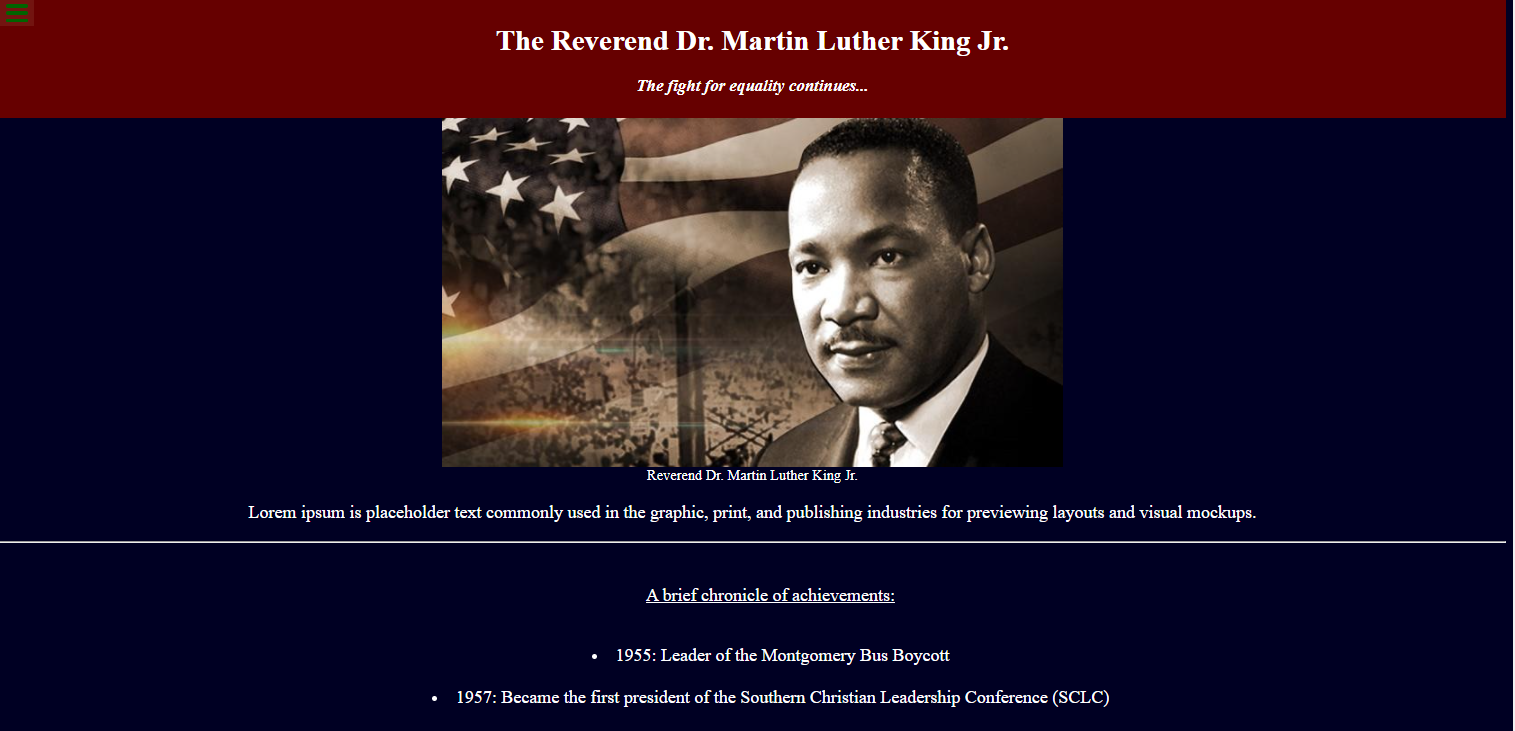 The Reverend Dr. Martin Luther King Jr.
The fight for equality continues...
Reverend Dr. Martin Luther King Jr.
Lorem ipsum is placeholder text commonly used in the graphic, print, and publishing industries for previewing layouts and visual mockups.
A brief chronicle of achievements:
• 1955: Leader of the Montgomery Bus Boycott
• 1957: Became the first president of the Southern Christian Leadership Conference (SCLC)